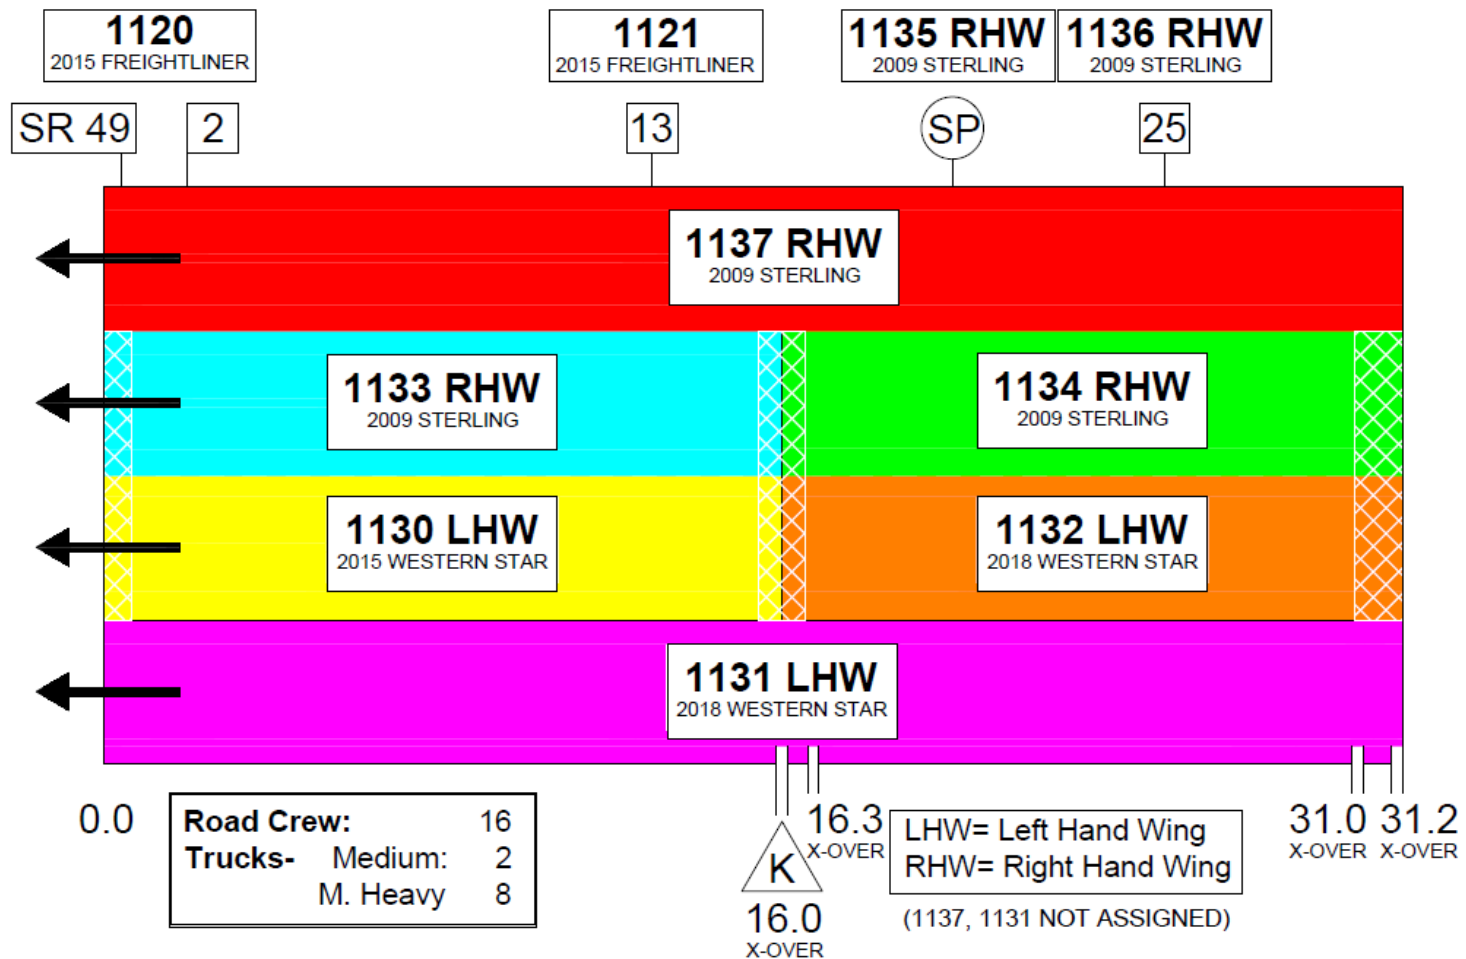 1120
2015 FREIGHTLINER
1121
2015 FREIGHTLINER
1135 RHW
2009 STERLING
1136 RHW
2009 STERLING
SR 49
2
13
SP
25
1137 RHW
2009 STERLING
1133 RHW
2009 STERLING
1134 RHW
2009 STERLING
1130 LHW
2015 WESTERN STAR
1132 LHW
2018 WESTERN STAR
1131 LHW
2018 WESTERN STAR
0.0
Road Crew: 16
Trucks- Medium: 2
M. Heavy 8
K
16.0
X-OVER
16.3
X-OVER
LHW= Left Hand Wing
RHW= Right Hand Wing
(1137, 1131 NOT ASSIGNED)
31.0
X-OVER
31.2
X-OVER